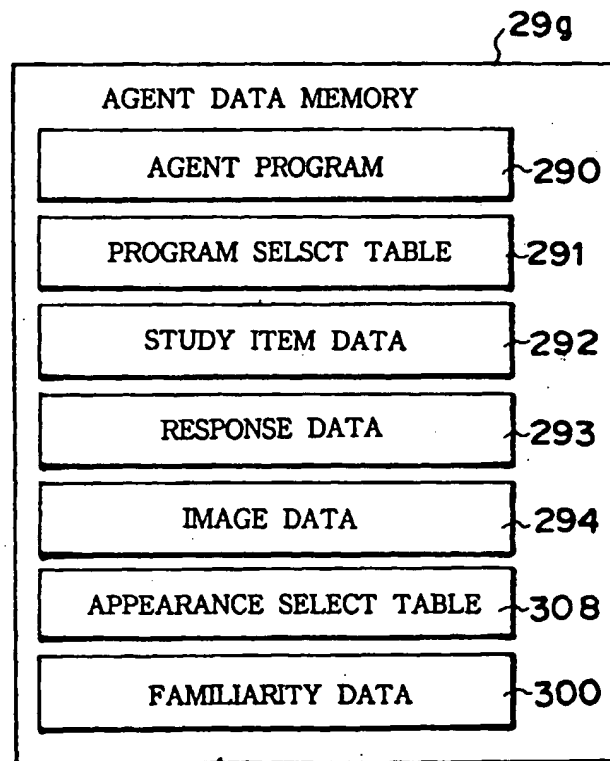 29g
AGENT DATA MEMORY
AGENT PROGRAM 290
PROGRAM SELSCT TABLE 291
STUDY ITEM DATA 292
RESPONSE DATA 293
IMAGE DATA 294
APPEARANCE SELECT TABLE 308
FAMILIARITY DATA 300